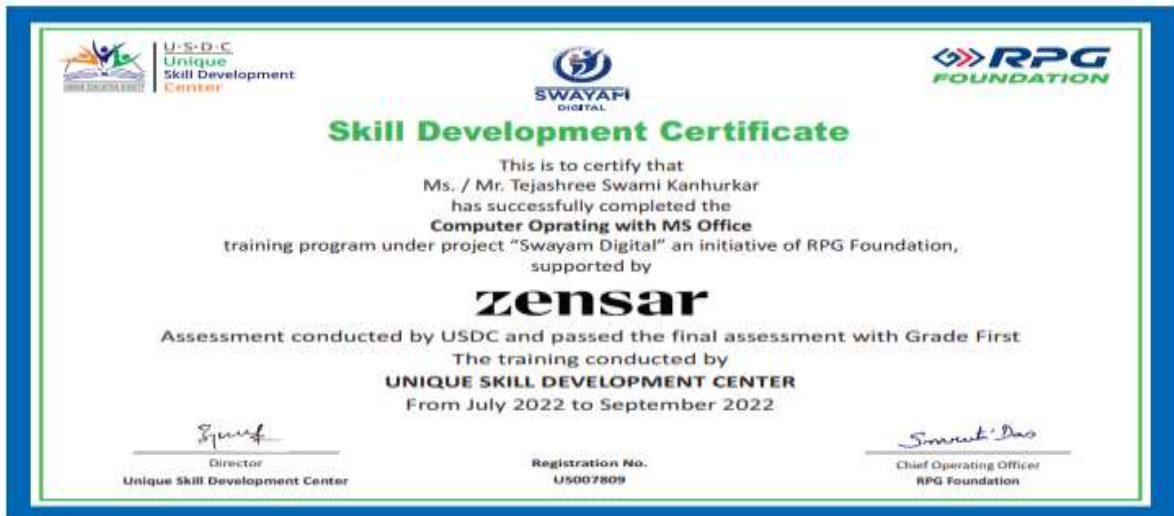 U·S·D·C
Unique
Skill Development
Center
SWAYAM
DIGITAL
RPG
FOUNDATION
Skill Development Certificate
This is to certify that
Ms. / Mr. Tejashree Swami Kanhurkar
has successfully completed the
Computer Oprating with MS Office
training program under project “Swayam Digital” an initiative of RPG Foundation,
supported by
zensar
Assessment conducted by USDC and passed the final assessment with Grade First
The training conducted by
UNIQUE SKILL DEVELOPMENT CENTER
From July 2022 to September 2022
Smruti Das
Director
Unique Skill Development Center
Registration No.
US007809
Chief Operating Officer
RPG Foundation